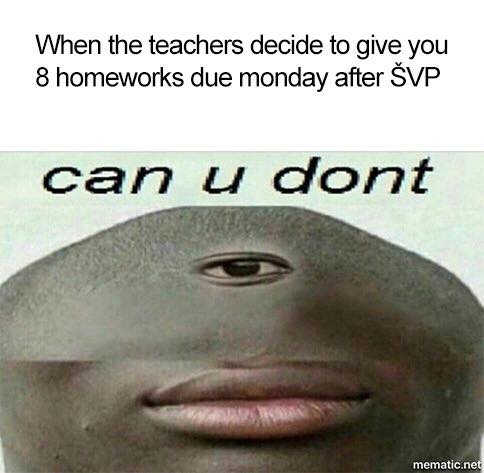 When the teachers decide to give you
8 homeworks due monday after ŠVP
can u dont
mematic.net